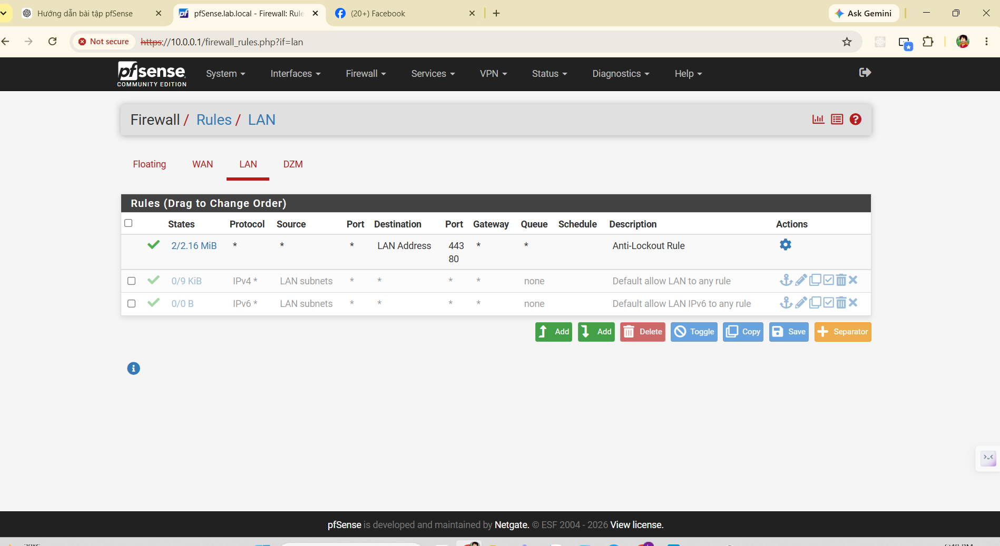 Hướng dẫn bài tập pfSense
pfSense.lab.local - Firewall: Rule
(20+) Facebook
Ask Gemini
Not secure https://10.0.0.1/firewall_rules.php?if=lan
pfsense
COMMUNITY EDITION
System Interfaces Firewall Services VPN Status Diagnostics Help
Firewall / Rules / LAN
Floating WAN LAN DZM
Rules (Drag to Change Order)
States Protocol Source Port Destination Port Gateway Queue Schedule Description Actions
2/2.16 MiB * * * LAN Address 443 * * Anti-Lockout Rule
80
0/9 KiB IPv4 * LAN subnets * * * * none Default allow LAN to any rule
0/0 B IPv6 * LAN subnets * * * * none Default allow LAN IPv6 to any rule
Add Add Delete Toggle Copy Save Separator
pfSense is developed and maintained by Netgate. © ESF 2004 - 2026 View license.